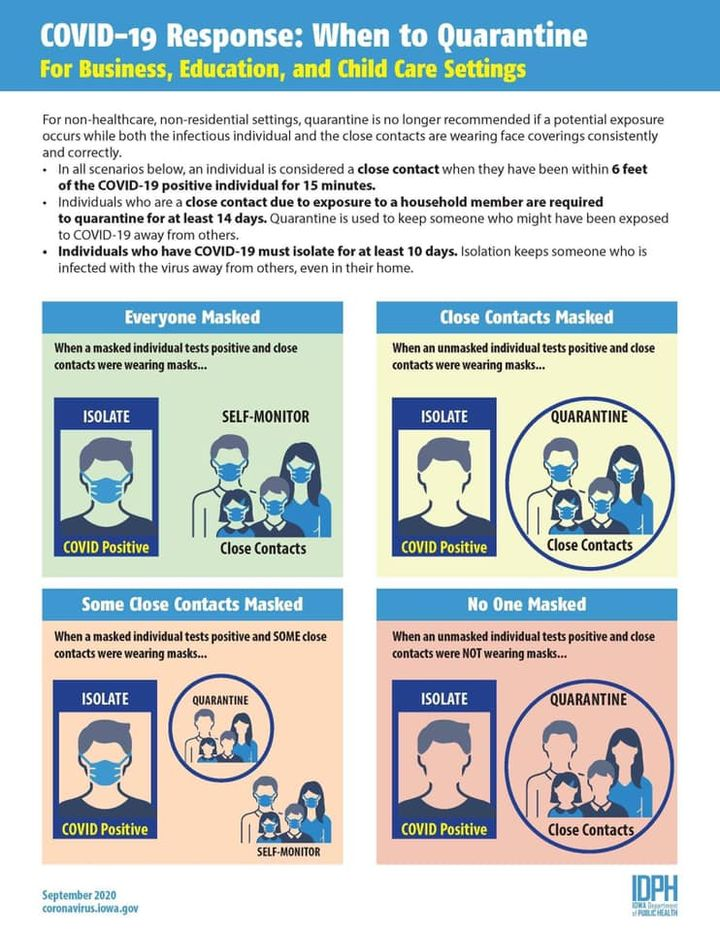 COVID-19 Response: When to Quarantine
For Business, Education, and Child Care Settings
For non-healthcare, non-residential settings, quarantine is no longer recommended if a potential exposure
occurs while both the infectious individual and the close contacts are wearing face coverings consistently
and correctly.
• In all scenarios below, an individual is considered a close contact when they have been within 6 feet
of the COVID-19 positive individual for 15 minutes.
• Individuals who are a close contact due to exposure to a household member are required
to quarantine for at least 14 days. Quarantine is used to keep someone who might have been exposed
to COVID-19 away from others.
• Individuals who have COVID-19 must isolate for at least 10 days. Isolation keeps someone who is
infected with the virus away from others, even in their home.
Everyone Masked
When a masked individual tests positive and close
contacts were wearing masks...
ISOLATE
SELF-MONITOR
COVID Positive
Close Contacts
Close Contacts Masked
When an unmasked individual tests positive and close
contacts were wearing masks...
ISOLATE
QUARANTINE
COVID Positive
Close Contacts
Some Close Contacts Masked
When a masked individual tests positive and SOME close
contacts were wearing masks...
ISOLATE
QUARANTINE
COVID Positive
SELF-MONITOR
No One Masked
When an unmasked individual tests positive and close
contacts were NOT wearing masks...
ISOLATE
QUARANTINE
COVID Positive
Close Contacts
September 2020
coronavirus.iowa.gov
IDPH
IOWA Department
of PUBLIC HEALTH